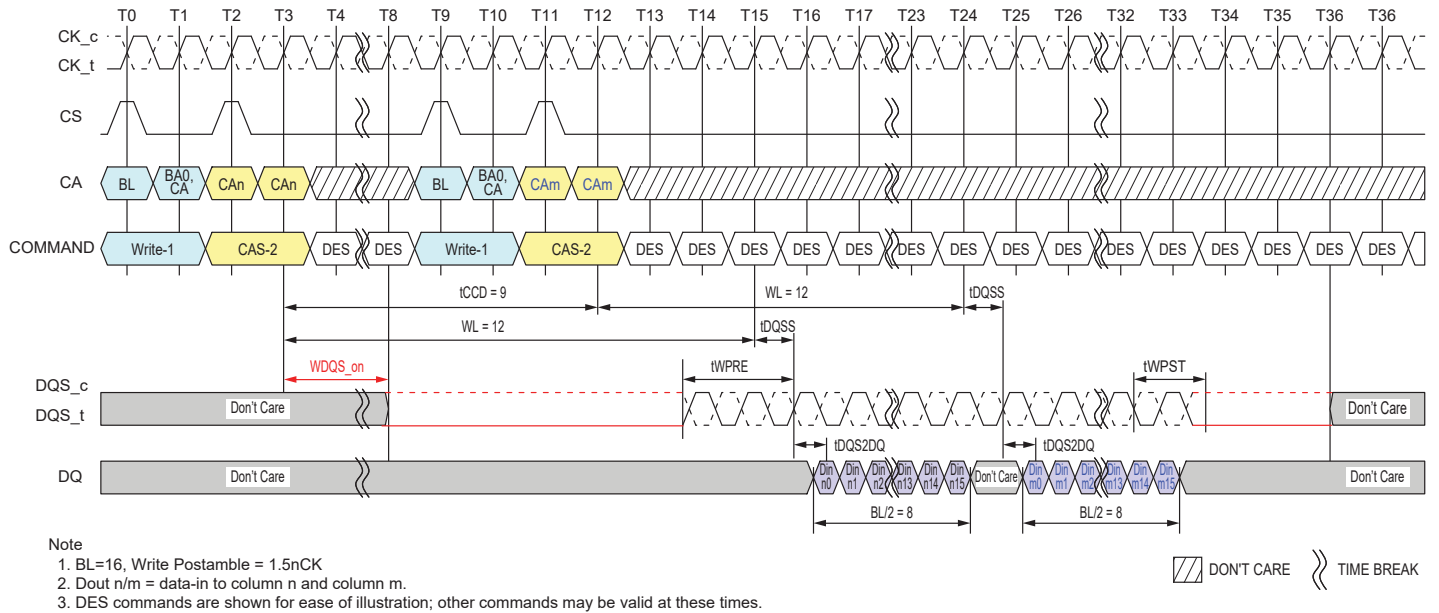 T0 T1 T2 T3 T4 T8 T9 T10 T11 T12 T13 T14 T15 T16 T17 T23 T24 T25 T26 T32 T33 T34 T35 T36 T36
CK_c
CK_t
CS
CA BL BA0, CA CAn CAn BL BA0, CA CAm CAm
COMMAND Write-1 CAS-2 DES DES Write-1 CAS-2 DES DES DES DES DES DES DES DES DES DES DES DES DES DES DES
tCCD = 9 WL = 12 tDQSS
WL = 12 tDQSS
WDQS_on tWPRE tWPST
DQS_c
DQS_t Don't Care Don't Care
tDQS2DQ tDQS2DQ
DQ Don't Care Din n0 Din n1 Din n2 Din n13 Din n14 Din n15 Don't Care Din m0 Din m1 Din m2 Din m13 Din m14 Din m15 Don't Care
BL/2 = 8 BL/2 = 8
Note
1. BL=16, Write Postamble = 1.5nCK
2. Dout n/m = data-in to column n and column m.
3. DES commands are shown for ease of illustration; other commands may be valid at these times.
DON'T CARE TIME BREAK